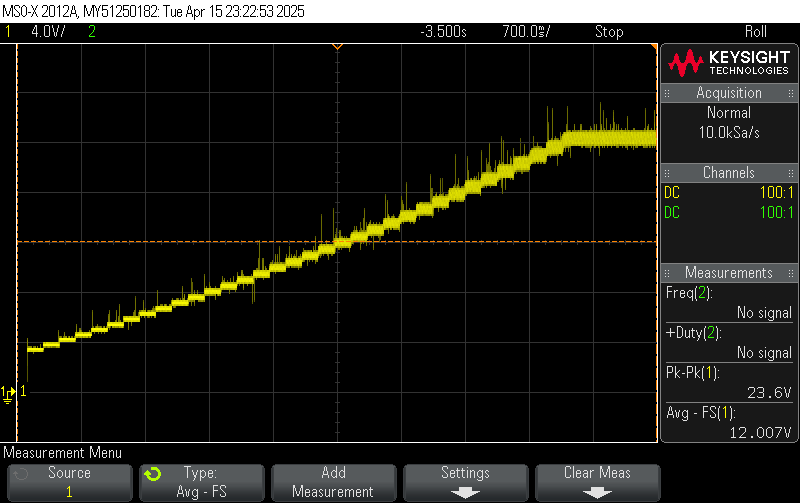 MSO-X 2012A, MY51250182: Tue Apr 15 23:22:53 2025
1 4.0V/ 2 -3.500s 700.0ms/ Stop Roll
KEYSIGHT
TECHNOLOGIES
Acquisition
Normal
10.0kSa/s
Channels
DC 100:1
DC 100:1
Measurements
Freq(2):
No signal
+Duty(2):
No signal
Pk-Pk(1):
23.6V
Avg - FS(1):
12.007V
1 1
Measurement Menu
Source
1
Type:
Avg - FS
Add
Measurement
Settings
Clear Meas